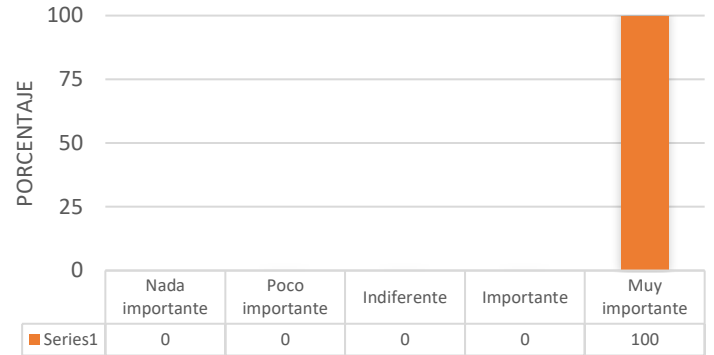 PORCENTAJE
100
75
50
25
0
Nada importante
Poco importante
Indiferente
Importante
Muy importante
Series1 0 0 0 0 100